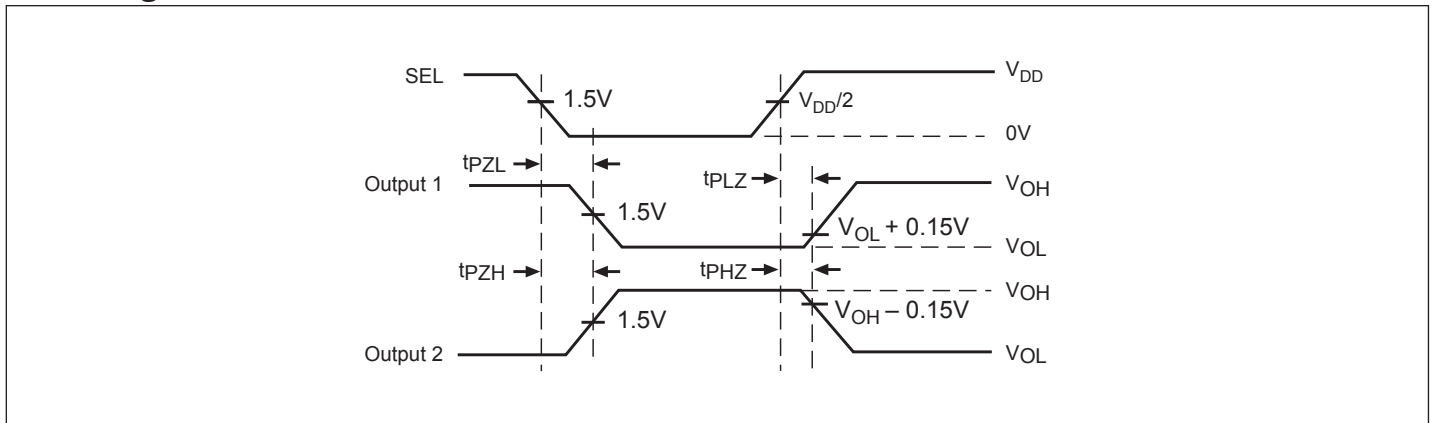 SEL
1.5V
V_DD/2
V_DD
0V
tPZL
tPLZ
Output 1
1.5V
V_OH
V_OL + 0.15V
V_OL
tPZH
tPHZ
V_OH
1.5V
V_OH – 0.15V
Output 2
V_OL